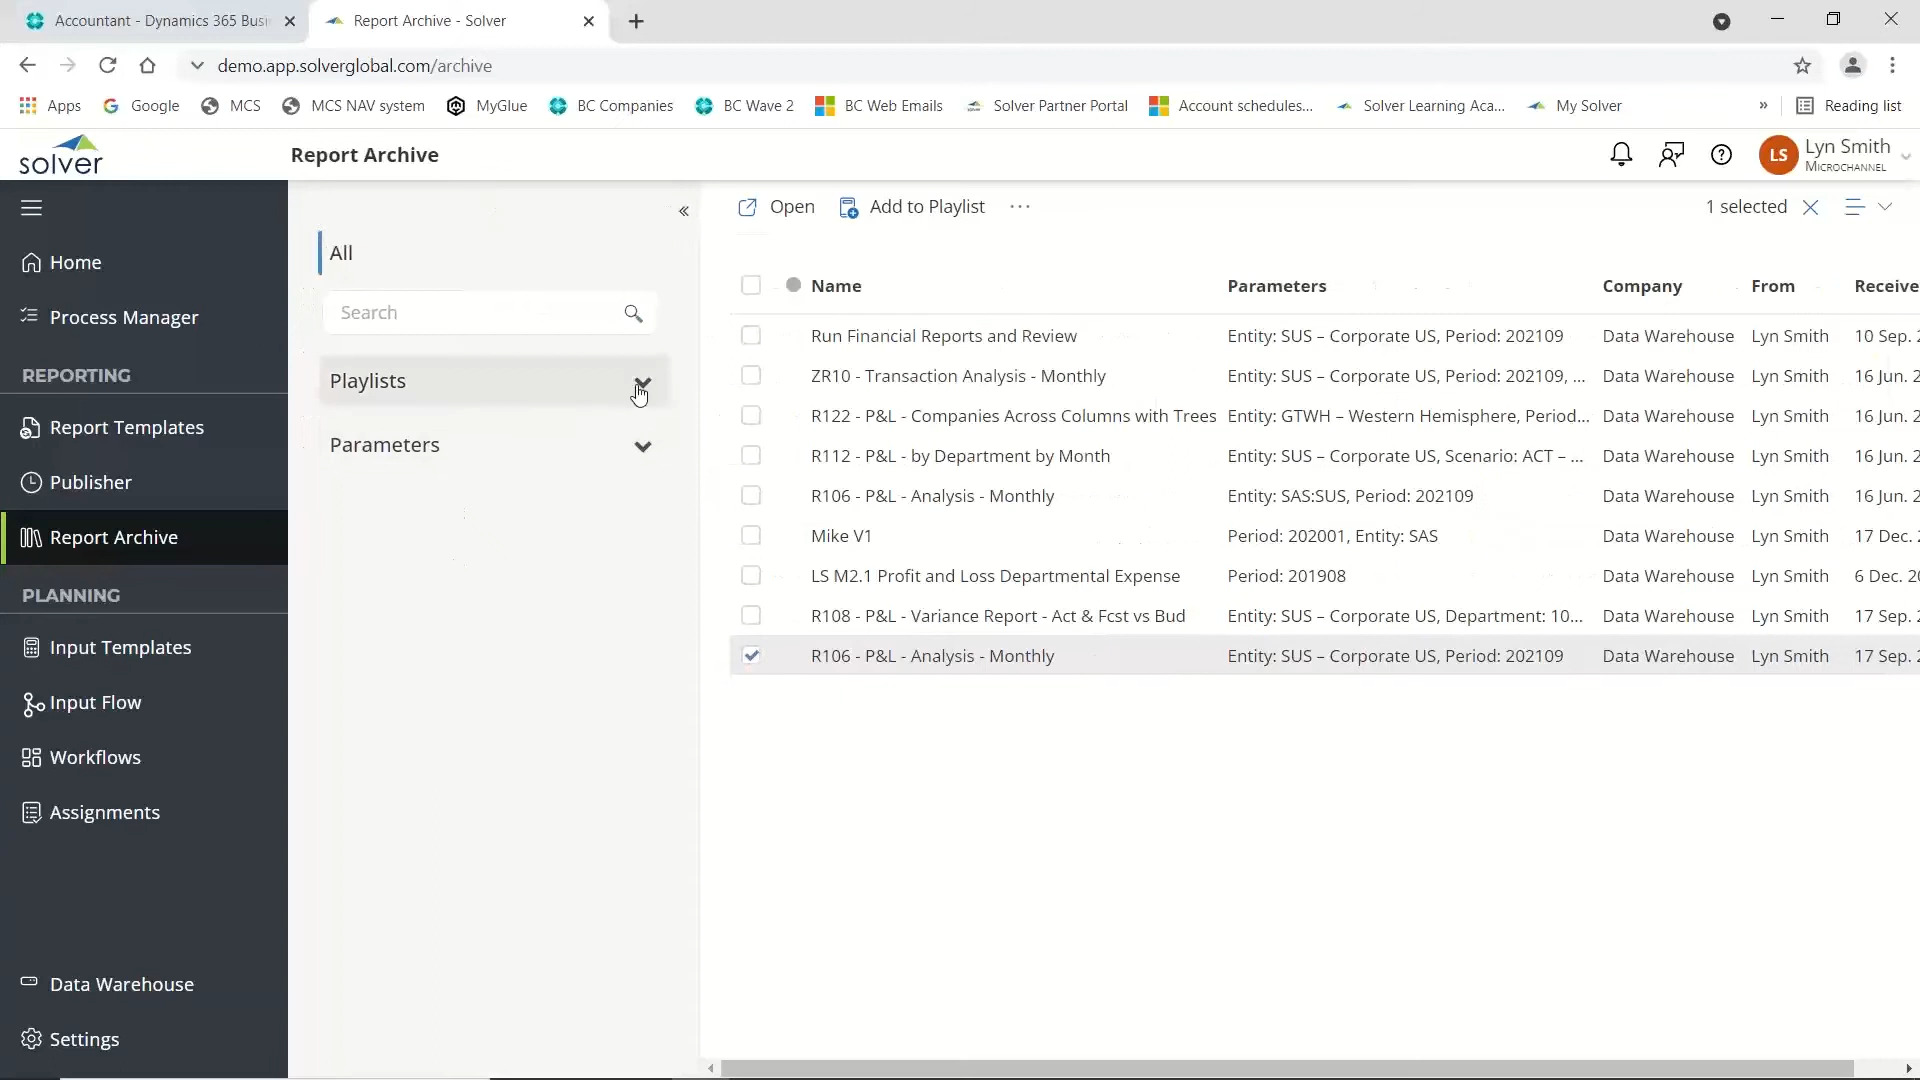 Accountant - Dynamics 365 Busi
Report Archive - Solver
demo.app.solverglobal.com/archive
Apps
Google
MCS
MCS NAV system
MyGlue
BC Companies
BC Wave 2
BC Web Emails
Solver Partner Portal
Account schedules...
Solver Learning Aca...
My Solver
»
Reading list
solver
Report Archive
LS
Lyn Smith
MICROCHANNEL
Home
Process Manager
REPORTING
Report Templates
Publisher
Report Archive
PLANNING
Input Templates
Input Flow
Workflows
Assignments
Data Warehouse
Settings
«
All
Search
Playlists
Parameters
Open Add to Playlist ... 1 selected
Name Parameters Company From Receive
Run Financial Reports and Review Entity: SUS – Corporate US, Period: 202109 Data Warehouse Lyn Smith 10 Sep. 2
ZR10 - Transaction Analysis - Monthly Entity: SUS – Corporate US, Period: 202109, ... Data Warehouse Lyn Smith 16 Jun. 2
R122 - P&L - Companies Across Columns with Trees Entity: GTWH – Western Hemisphere, Period... Data Warehouse Lyn Smith 16 Jun. 2
R112 - P&L - by Department by Month Entity: SUS – Corporate US, Scenario: ACT – ... Data Warehouse Lyn Smith 16 Jun. 2
R106 - P&L - Analysis - Monthly Entity: SAS:SUS, Period: 202109 Data Warehouse Lyn Smith 16 Jun. 2
Mike V1 Period: 202001, Entity: SAS Data Warehouse Lyn Smith 17 Dec. 2
LS M2.1 Profit and Loss Departmental Expense Period: 201908 Data Warehouse Lyn Smith 6 Dec. 20
R108 - P&L - Variance Report - Act & Fcst vs Bud Entity: SUS – Corporate US, Department: 10... Data Warehouse Lyn Smith 17 Sep. 2
R106 - P&L - Analysis - Monthly Entity: SUS – Corporate US, Period: 202109 Data Warehouse Lyn Smith 17 Sep. 2